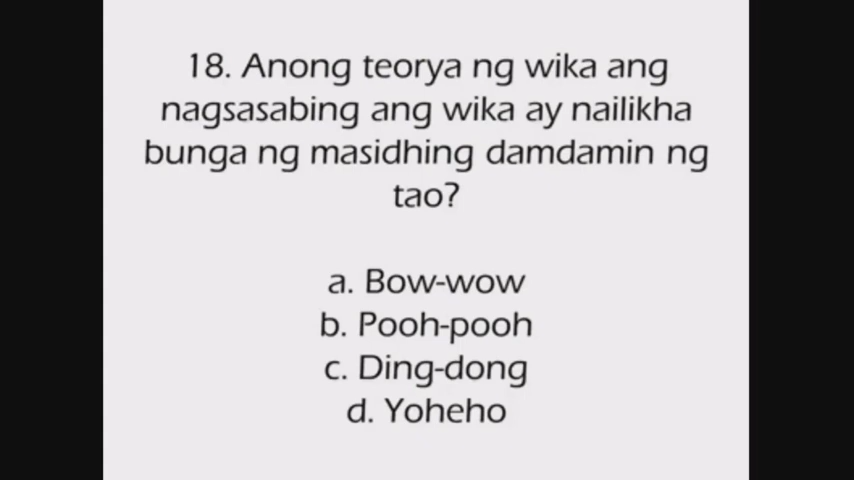 18. Anong teorya ng wika ang
nagsasabing ang wika ay nailikha
bunga ng masidhing damdamin ng
tao?
a. Bow-wow
b. Pooh-pooh
c. Ding-dong
d. Yoheho